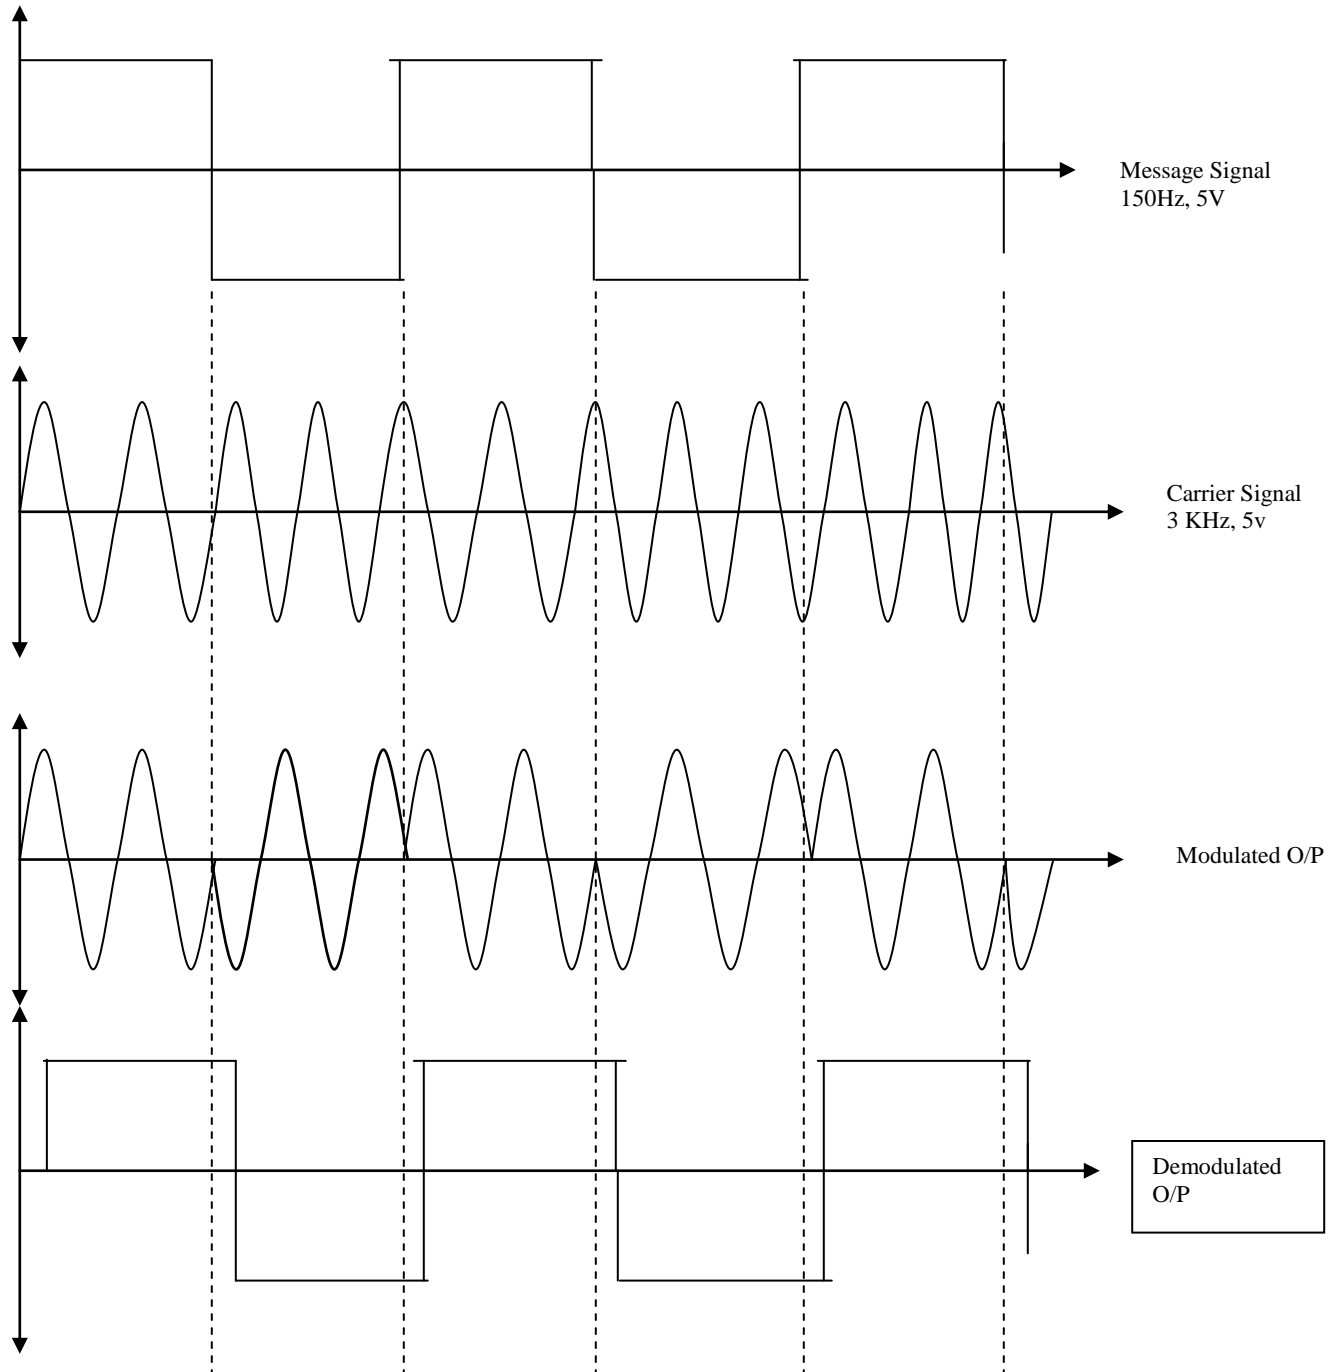 Message Signal
150Hz, 5V
Carrier Signal
3 KHz, 5v
Modulated O/P
Demodulated
O/P